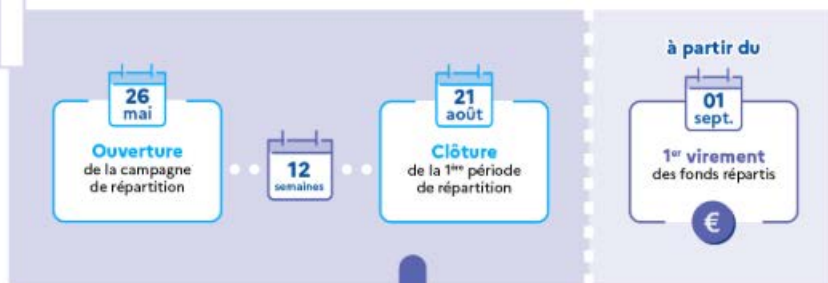 à partir du
26
mai
Ouverture
de la campagne
de répartition
12
semaines
21
août
Clôture
de la 1ère période
de répartition
01
sept.
1er virement
des fonds répartis
€